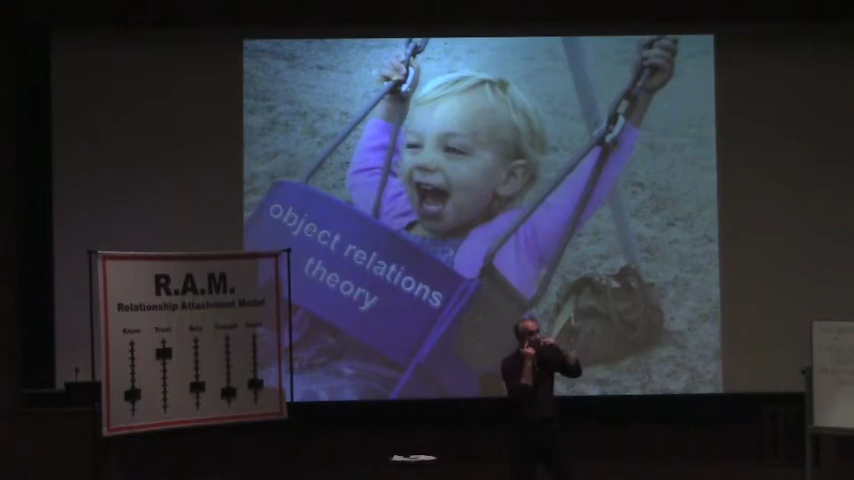 object relations
theory
R.A.M.
Relationship Attachment Model
Know Trust Rely Commit Touch